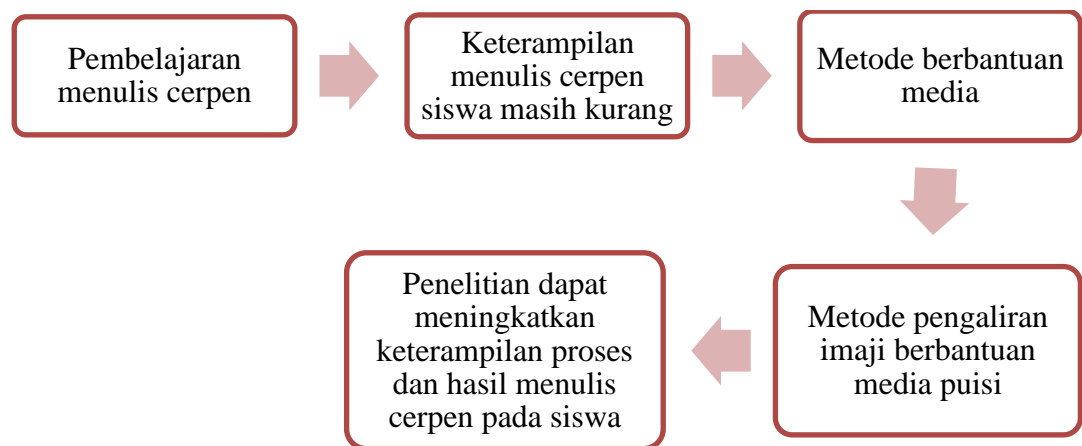 Pembelajaran
menulis cerpen
Keterampilan
menulis cerpen
siswa masih kurang
Metode berbantuan
media
Metode pengaliran
imaji berbantuan
media puisi
Penelitian dapat
meningkatkan
keterampilan proses
dan hasil menulis
cerpen pada siswa